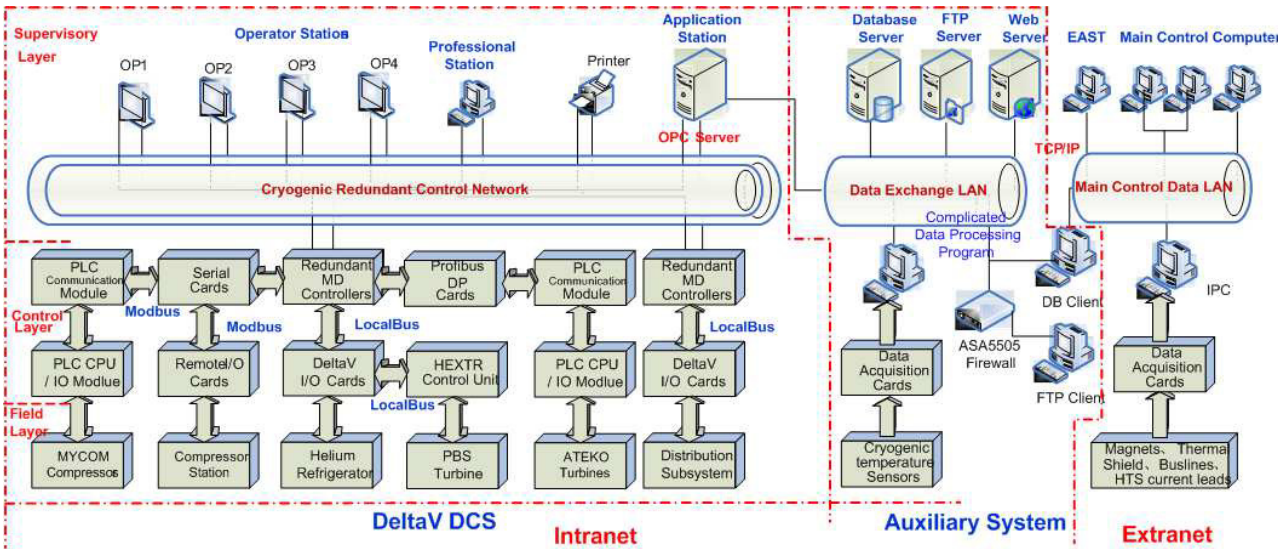 Supervisory
Layer
Operator Station
OP1
OP2
OP3
OP4
Professional
Station
Printer
Application
Station
OPC Server
Database
Server
FTP
Server
Web
Server
EAST
Main Control Computer
TCP/IP
Cryogenic Redundant Control Network
Data Exchange LAN
Main Control Data LAN
Complicated
Data Processing
Program
PLC
Communication
Module
Serial
Cards
Redundant
MD
Controllers
Profibus
DP
Cards
PLC
Communication
Module
Redundant
MD
Controllers
DB Client
IPC
Modbus
Control
Layer
Modbus
LocalBus
LocalBus
ASA5505
Firewall
PLC CPU
/ IO Modlue
RemoteI/O
Cards
DeltaV
I/O Cards
HEXTR
Control Unit
PLC CPU
/ IO Modlue
DeltaV
I/O Cards
Data
Acquisition
Cards
Data
Acquisition
Cards
LocalBus
FTP Client
Field
Layer
MYCOM
Compressors
Compressor
Station
Helium
Refrigerator
PBS
Turbine
ATEKO
Turbines
Distribution
Subsystem
Cryogenic
temperature
Sensors
Magnets、Thermal
Shield、Buslines、
HTS current leads
DeltaV DCS
Intranet
Auxiliary System
Extranet